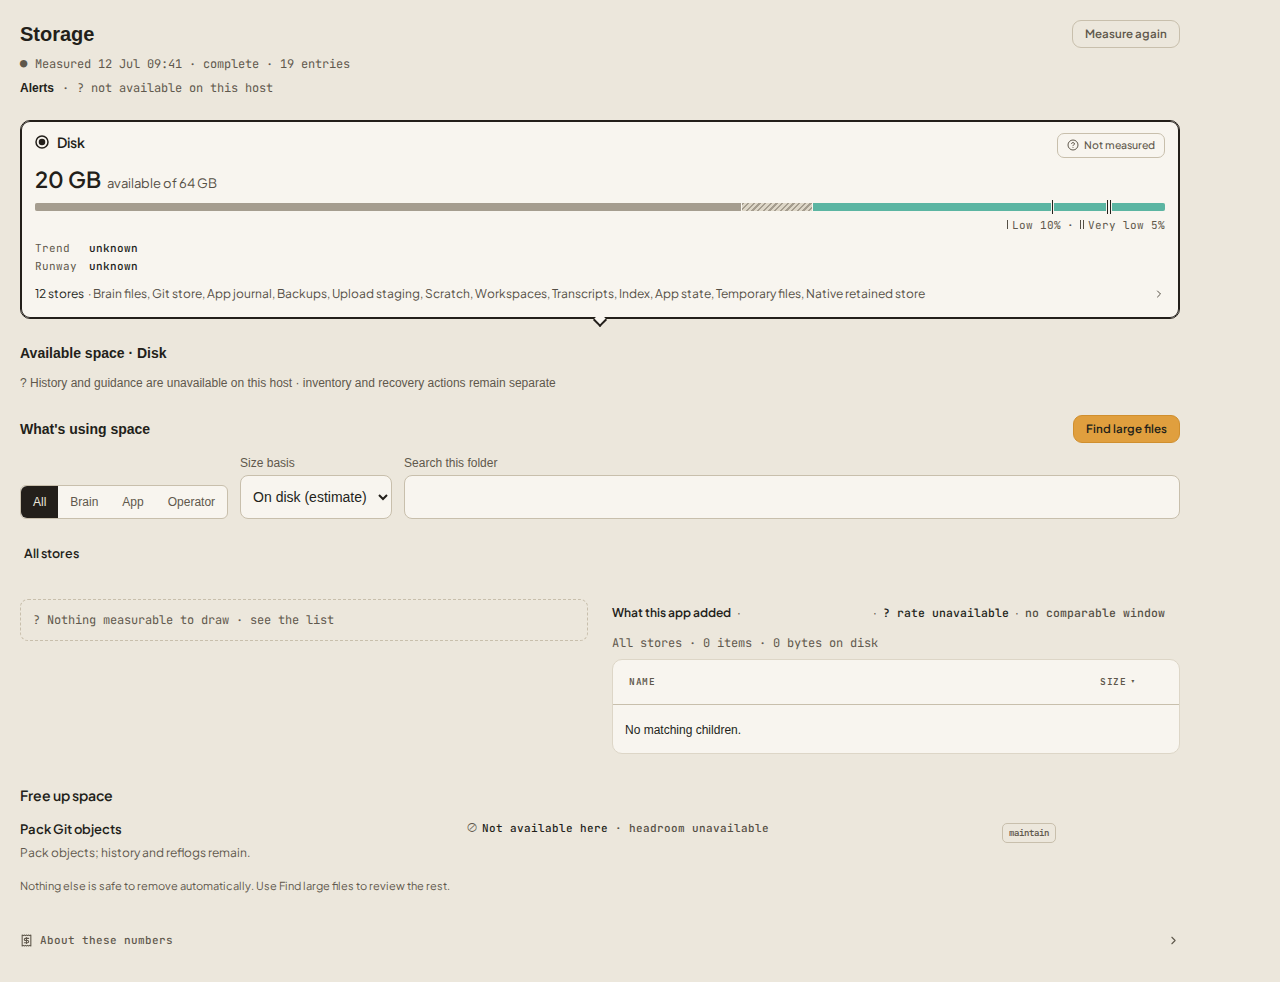 Storage
Measure again
Measured 12 Jul 09:41 · complete · 19 entries
Alerts · ? not available on this host
Disk
Not measured
20 GB available of 64 GB
Low 10% · Very low 5%
Trend unknown
Runway unknown
12 stores · Brain files, Git store, App journal, Backups, Upload staging, Scratch, Workspaces, Transcripts, Index, App state, Temporary files, Native retained store
Available space · Disk
? History and guidance are unavailable on this host · inventory and recovery actions remain separate
What's using space
Find large files
Size basis
Search this folder
All Brain App Operator
On disk (estimate)
All stores
? Nothing measurable to draw · see the list
What this app added · · ? rate unavailable · no comparable window
All stores · 0 items · 0 bytes on disk
NAME SIZE
No matching children.
Free up space
Pack Git objects
Not available here · headroom unavailable
maintain
Pack objects; history and reflogs remain.
Nothing else is safe to remove automatically. Use Find large files to review the rest.
About these numbers